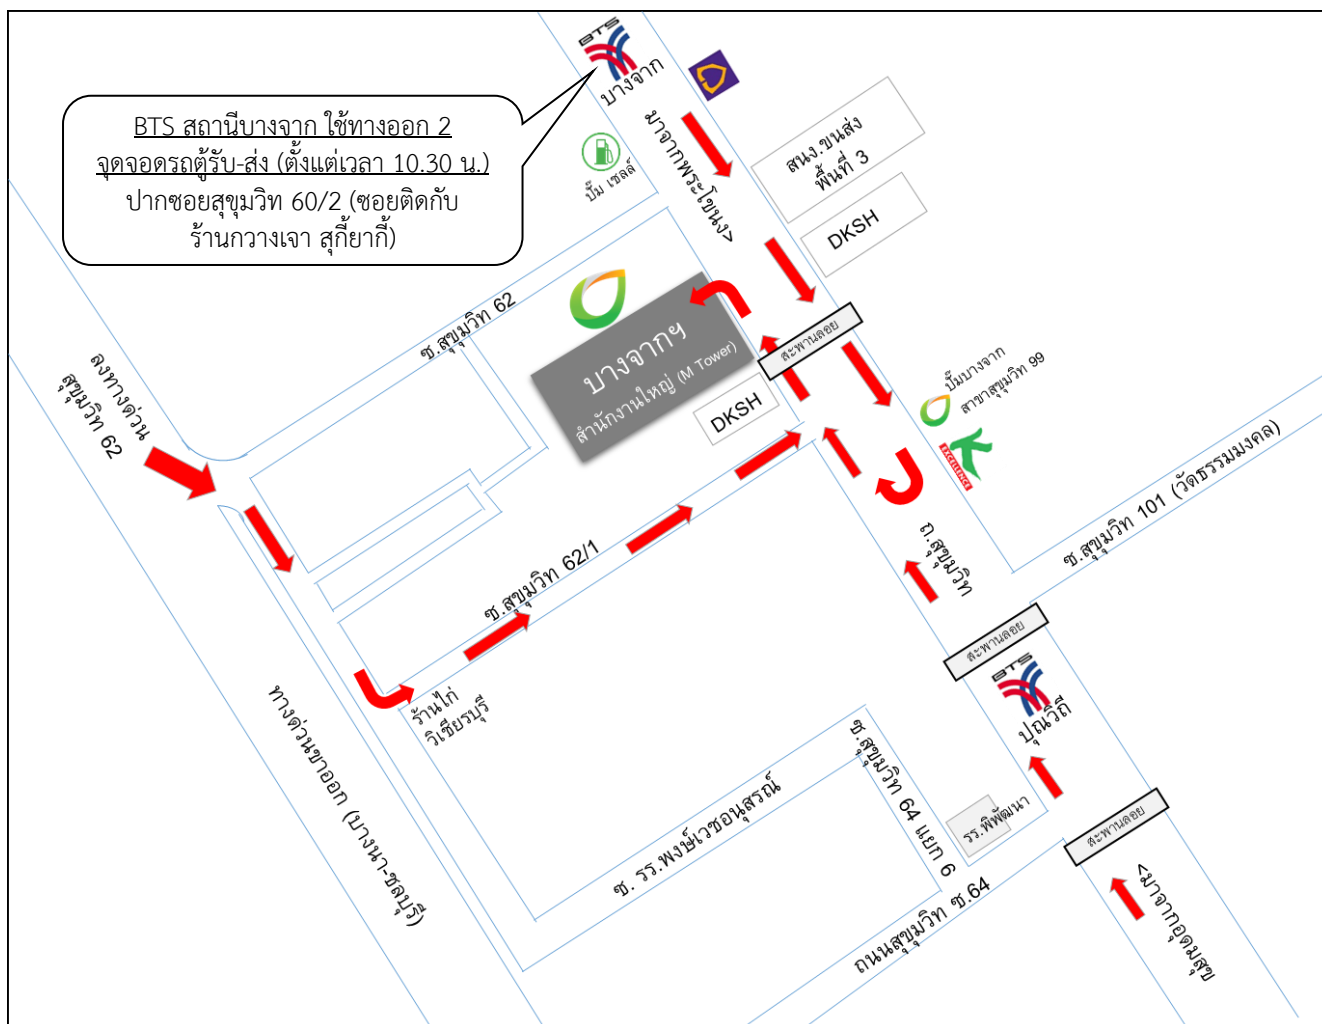 BTS
บางจาก
BTS สถานีบางจาก ใช้ทางออก 2
จุดจอดรถตู้รับ-ส่ง (ตั้งแต่เวลา 10.30 น.)
ปากซอยสุขุมวิท 60/2 (ซอยติดกับ
ร้านกวางเจา สุกี้ยากี้)
ปั๊ม เชลล์
มาจากพระโขนง>
สนง.ขนส่ง
พื้นที่ 3
DKSH
ซ.สุขุมวิท 62
บางจากฯ
สำนักงานใหญ่ (M Tower)
DKSH
สะพานลอย
ลงทางด่วน
สุขุมวิท 62
ปั๊มบางจาก
สาขาสุขุมวิท 99
K
EXCELLENCE
ซ.สุขุมวิท 101 (วัดธรรมมงคล)
ถ.สุขุมวิท
ซ.สุขุมวิท 62/1
สะพานลอย
BTS
ปุณวิถี
ร้านไก่
วิเชียรบุรี
ทางด่วนขาออก (บางนา-ชลบุรี)
ซ. รร.พงษ์เวชอนุสรณ์
ซ.สุขุมวิท 64 แยก 6
รร.พิพัฒนา
สะพานลอย
ถนนสุขุมวิท ซ.64
<มาจากอุดมสุข